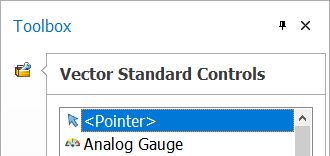 Toolbox
Vector Standard Controls
<Pointer>
Analog Gauge